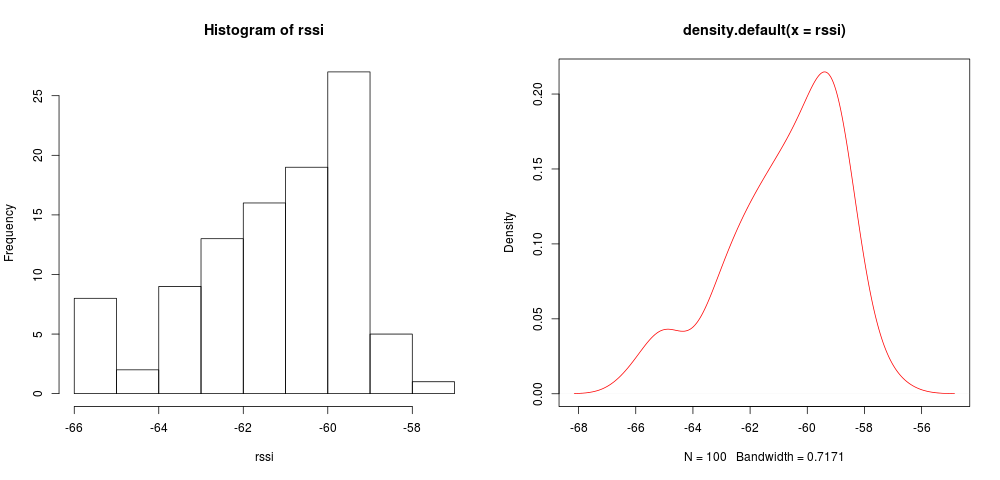 Histogram of rssi
Frequency
25
20
15
10
5
0
-66 -64 -62 -60 -58
rssi
density.default(x = rssi)
Density
0.20
0.15
0.10
0.05
0.00
-68 -66 -64 -62 -60 -58 -56
N = 100 Bandwidth = 0.7171